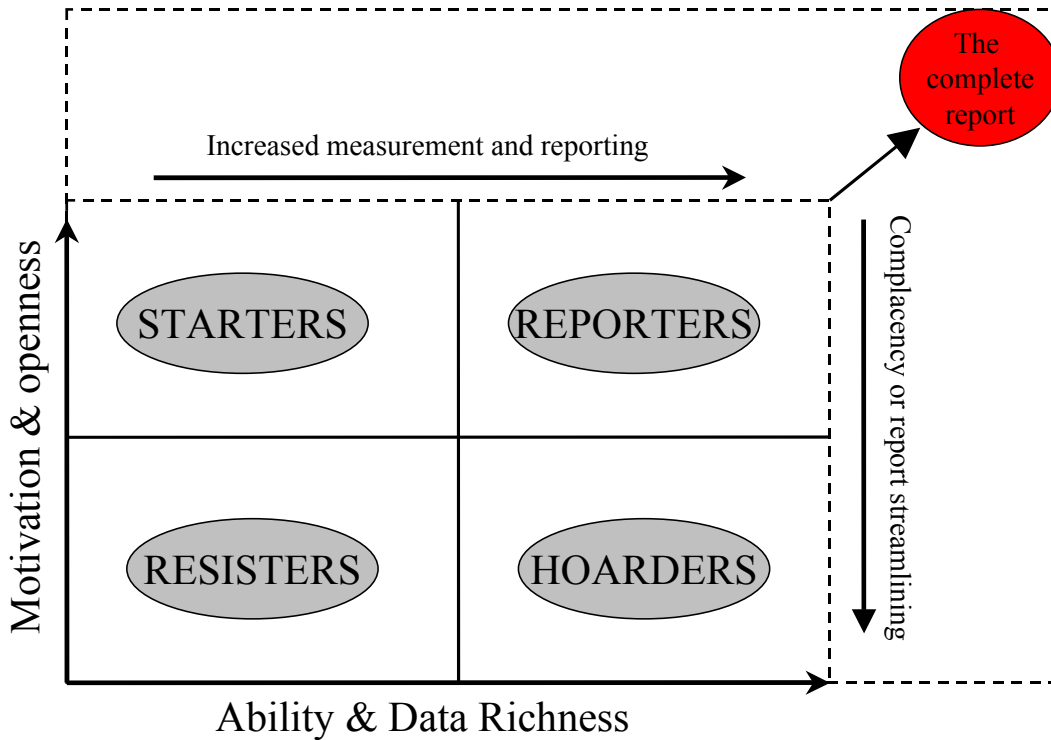 The
complete
report
Increased measurement and reporting
Complacency or report streamlining
Motivation & openness
STARTERS
REPORTERS
RESISTERS
HOARDERS
Ability & Data Richness